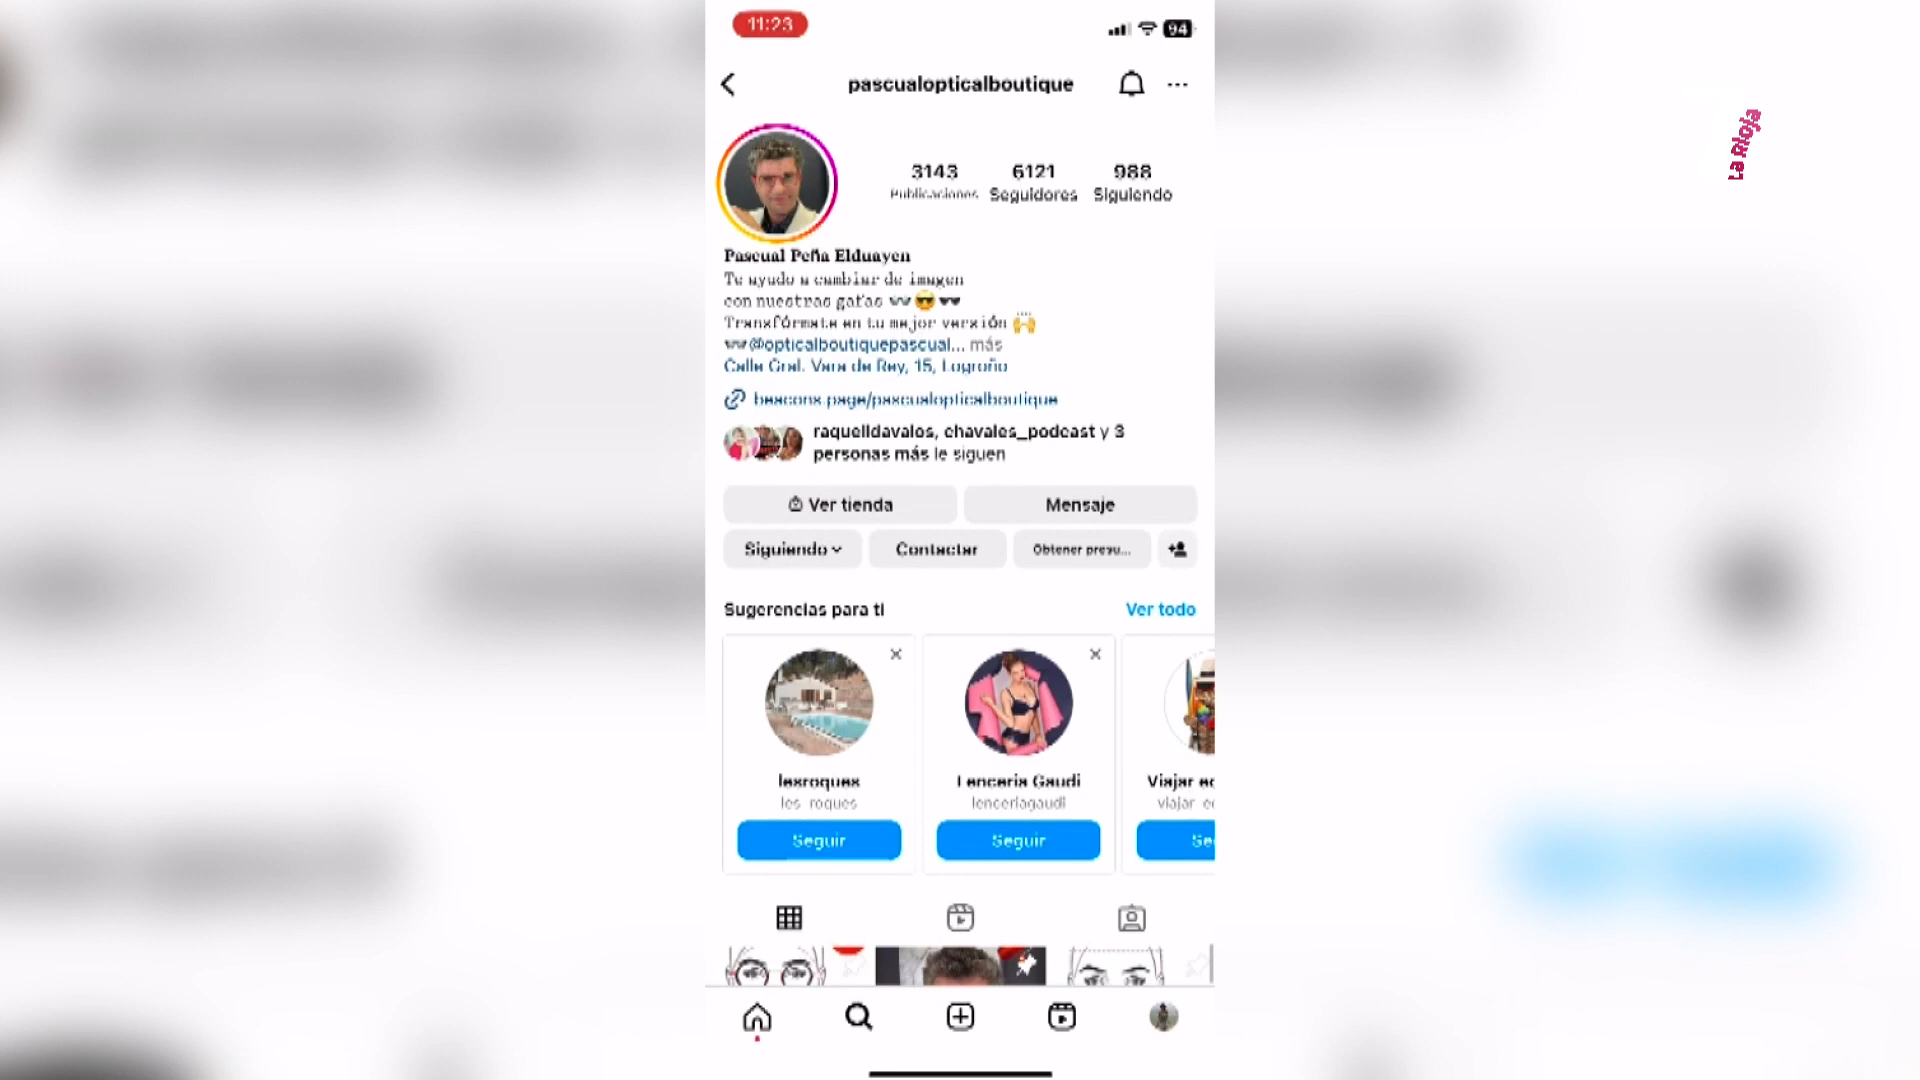 11:23
94
pascualopticalboutique
La Rioja
3143 6121 988
Publicaciones Seguidores Siguiendo
Pascual Peña Elduayen
Te ayudo a cambiar de imagen
con nuestras gafas
Transfórmate en tu mejor versión
@opticalboutiquepascual... más
Calle Gral. Vara de Rey, 15, Logroño
beacons.page/pascualopticalboutique
raquelldavalos, chavales_podcast y 3
personas más le siguen
Ver tienda Mensaje
Siguiendo Contactar Obtener presu...
Sugerencias para ti Ver todo
lesroques Lenceria Gaudi Viajar
les_roques lenceriagaudi viajar
Seguir Seguir Se